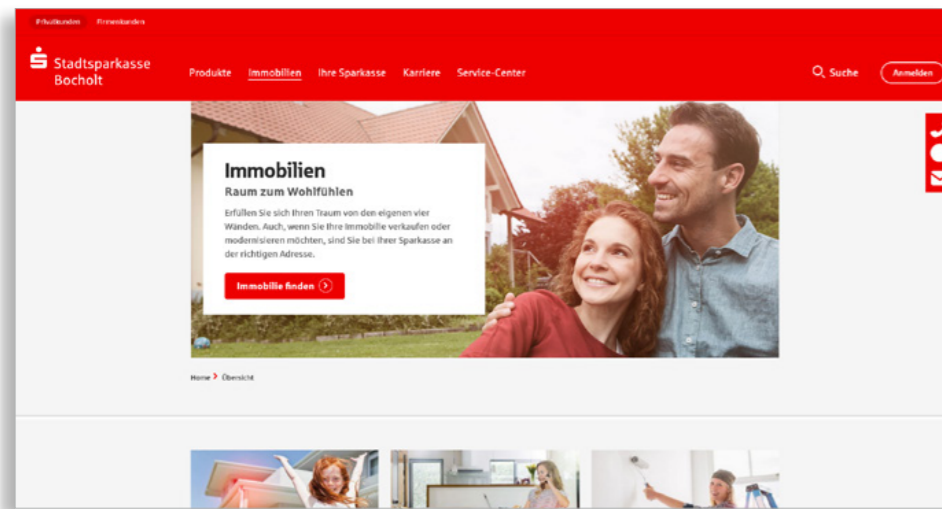 Privatkunden Firmenkunden
Stadtsparkasse
Bocholt
Produkte Immobilien Ihre Sparkasse Karriere Service-Center
Suche Anmelden
Immobilien
Raum zum Wohlfühlen
Erfüllen Sie sich Ihren Traum von den eigenen vier
Wänden. Auch, wenn Sie Ihre Immobilie verkaufen oder
modernisieren möchten, sind Sie bei Ihrer Sparkasse an
der richtigen Adresse.
Immobilie finden
Home Übersicht